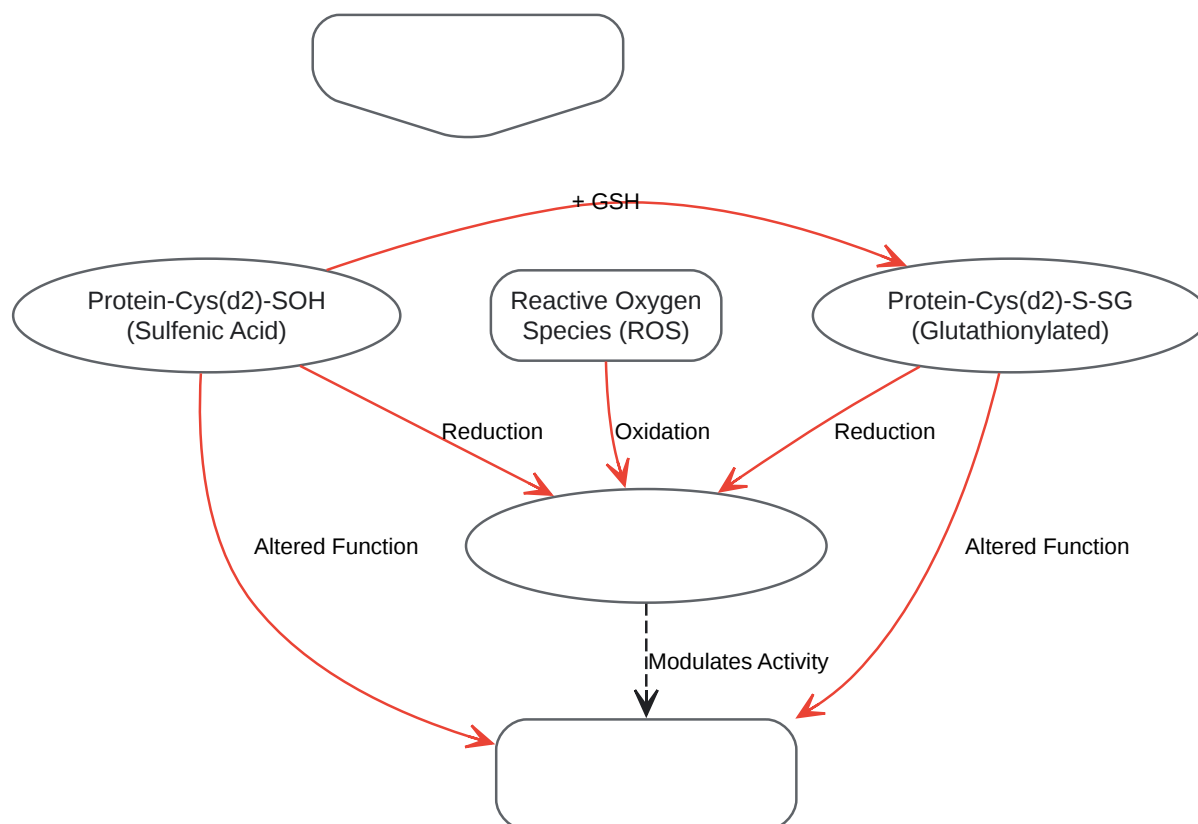 + GSH
Protein-Cys(d2)-SOH
(Sulfenic Acid)
Reactive Oxygen
Species (ROS)
Protein-Cys(d2)-S-SG
(Glutathionylated)
Reduction
Oxidation
Reduction
Altered Function
Altered Function
Modulates Activity